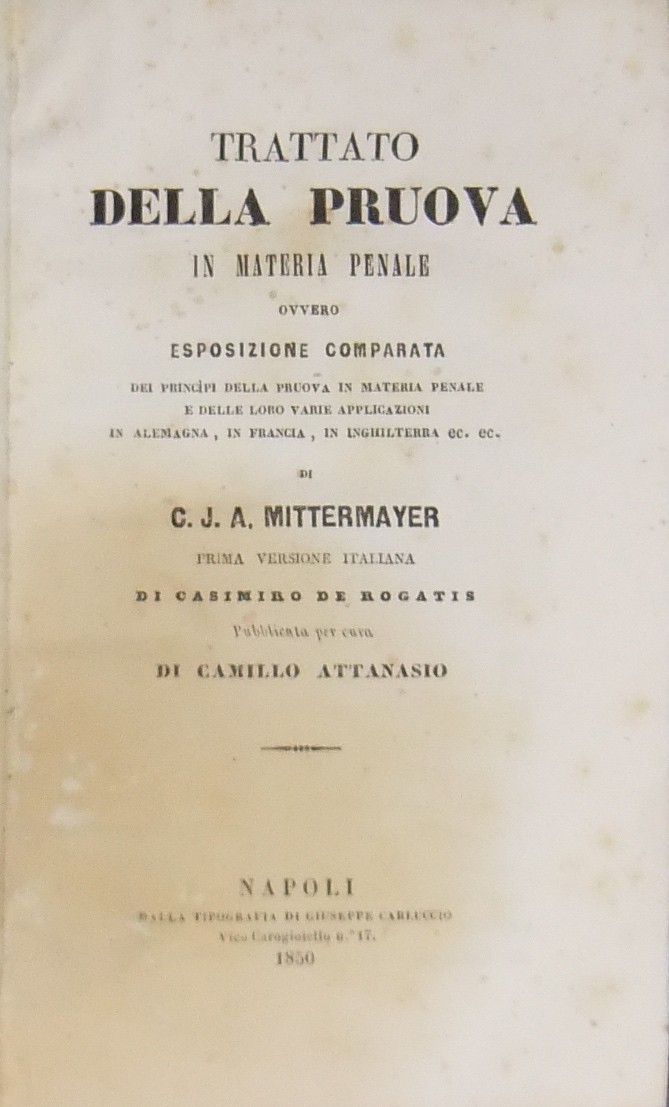 TRATTATO
DELLA PRUOVA
IN MATERIA PENALE
OVVERO
ESPOSIZIONE COMPARATA
DEI PRINCÌPI DELLA PRUOVA IN MATERIA PENALE
E DELLE LORO VARIE APPLICAZIONI
IN ALEMAGNA, IN FRANCIA, IN INGHILTERRA ec. ec.
DI
C. J. A. MITTERMAYER
PRIMA VERSIONE ITALIANA
DI CASIMIRO DE ROGATIS
Pubblicata per cura
DI CAMILLO ATTANASIO
NAPOLI
DALLA TIPOGRAFIA DI GIUSEPPE CARLUCCIO
Vico Carogioiello n.° 17.
1850